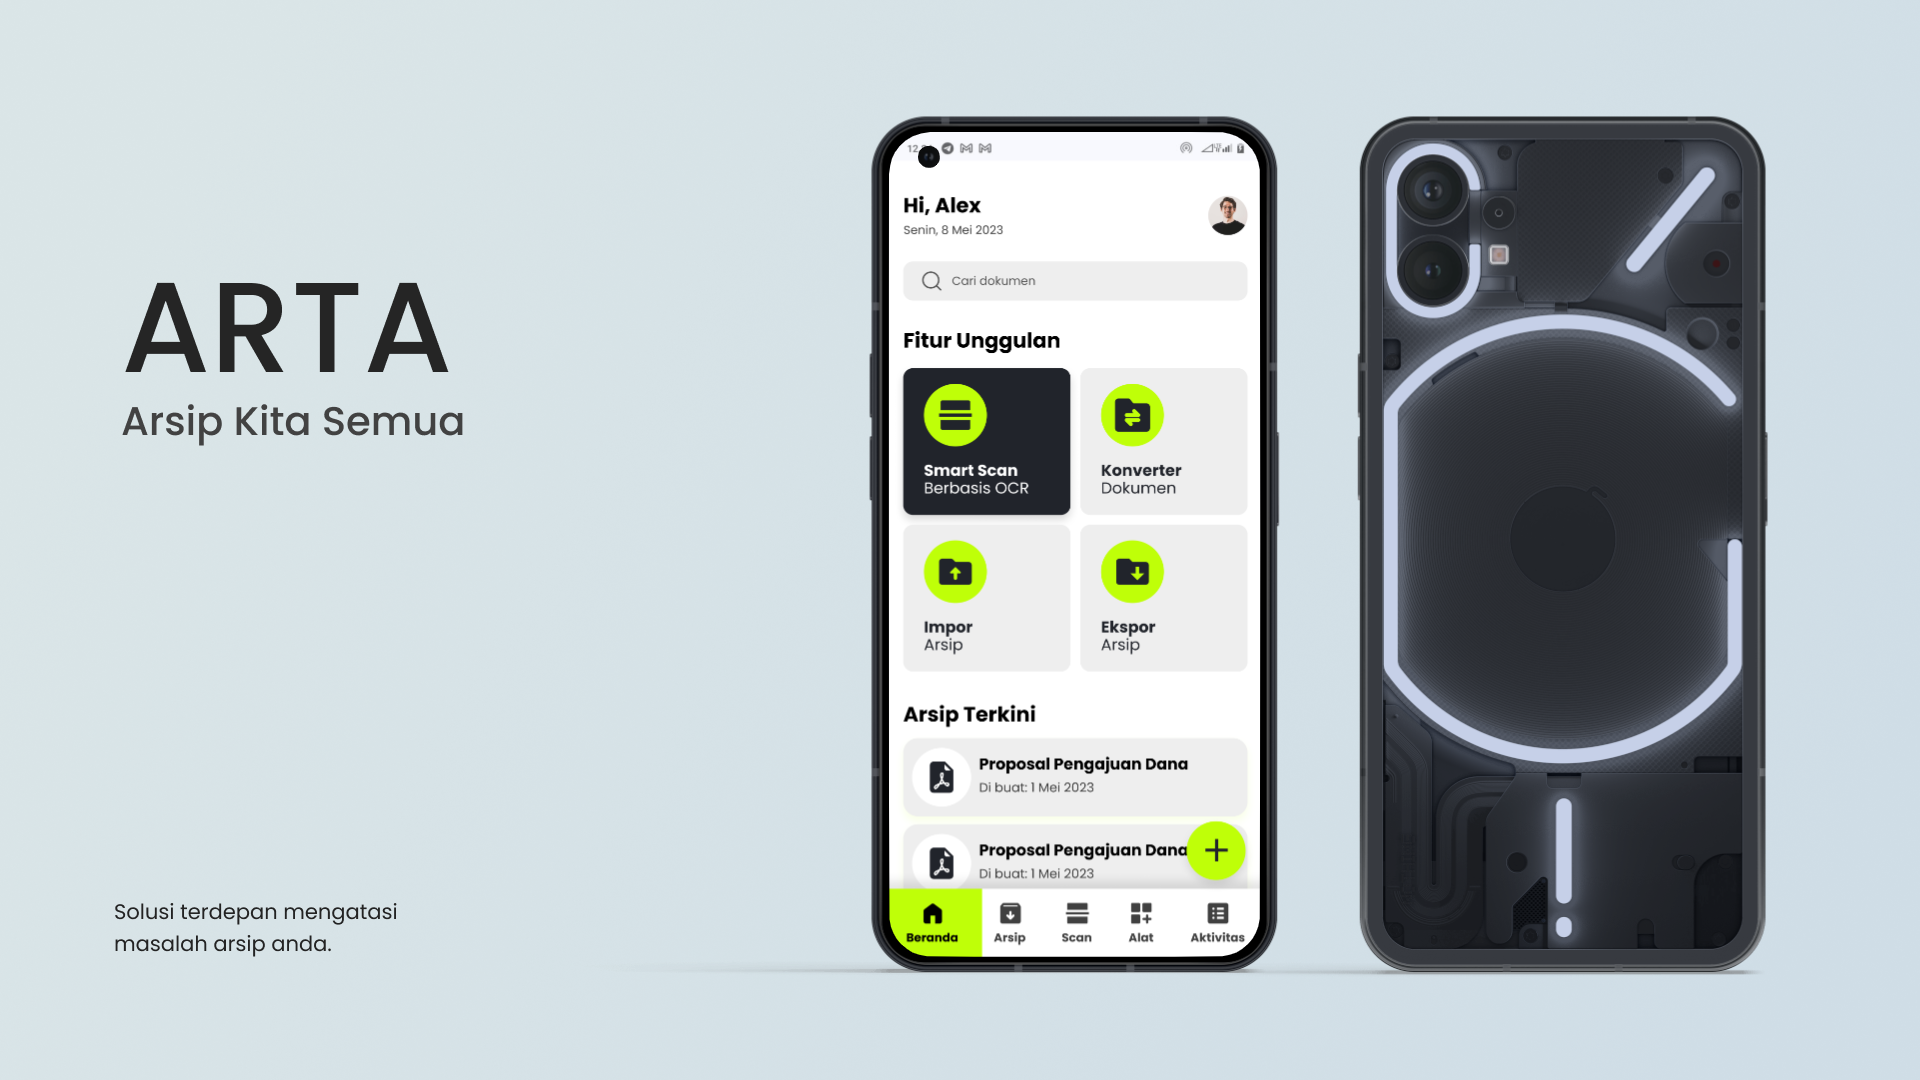 ARTA
Arsip Kita Semua
Solusi terdepan mengatasi
masalah arsip anda.
Hi, Alex
Senin, 8 Mei 2023
Cari dokumen
Fitur Unggulan
Smart Scan
Berbasis OCR
Konverter
Dokumen
Impor
Arsip
Ekspor
Arsip
Arsip Terkini
Proposal Pengajuan Dana
Di buat: 1 Mei 2023
Proposal Pengajuan Dana
Di buat: 1 Mei 2023
Beranda
Arsip
Scan
Alat
Aktivitas